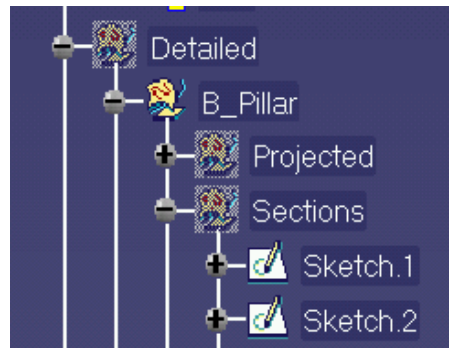 Detailed
B_Pillar
Projected
Sections
Sketch.1
Sketch.2